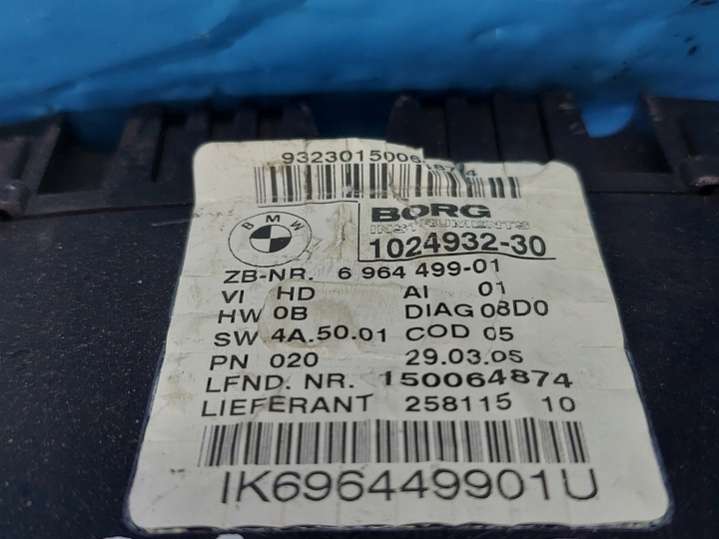 932301500648874
BMW
BORG
INSTRUMENTS
1024932-30
ZB-NR. 6 964 499-01
VI HD AI 01
HW 0B DIAG 08D0
SW 4A.50.01 COD 05
PN 020 29.03.05
LFND. NR. 150064874
LIEFERANT 258115 10
IK696449901U